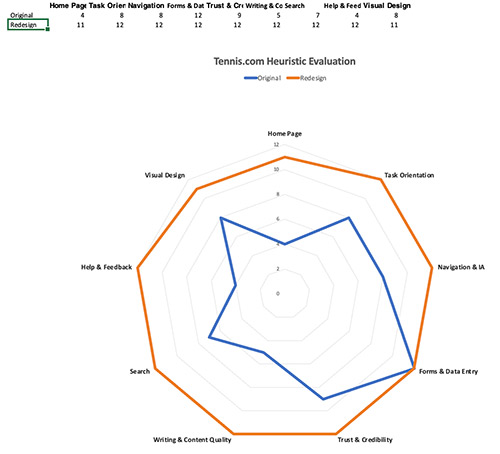 Home Page Task Orien Navigation Forms & Dat Trust & Cre Writing & Co Search Help & Feed Visual Design
Original 4 8 8 12 9 5 7 4 8
Redesign 11 12 12 12 12 12 12 12 11
Tennis.com Heuristic Evaluation
Original Redesign
Home Page
12
Visual Design
Task Orientation
10
8
6
4
2
0
Help & Feedback
Navigation & IA
Search
Forms & Data Entry
Writing & Content Quality
Trust & Credibility